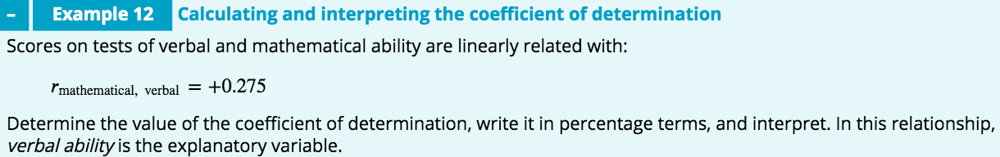 – Example 12 Calculating and interpreting the coefficient of determination
Scores on tests of verbal and mathematical ability are linearly related with:
r mathematical, verbal = +0.275
Determine the value of the coefficient of determination, write it in percentage terms, and interpret. In this relationship,
verbal ability is the explanatory variable.